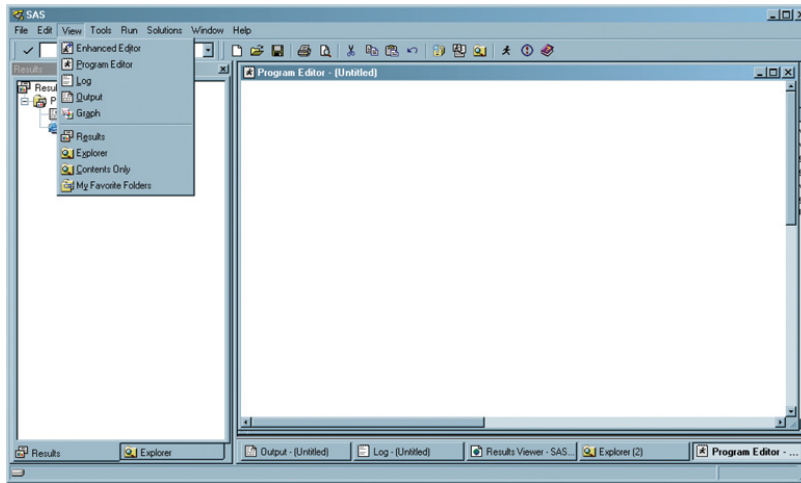 SAS
File Edit View Tools Run Solutions Window Help
Enhanced Editor
Program Editor
Log
Output
Graph
Results
Explorer
Contents Only
My Favorite Folders
Results
Program Editor - (Untitled)
Results
Explorer
Output - (Untitled)
Log - (Untitled)
Results Viewer - SAS...
Explorer (2)
Program Editor - ...